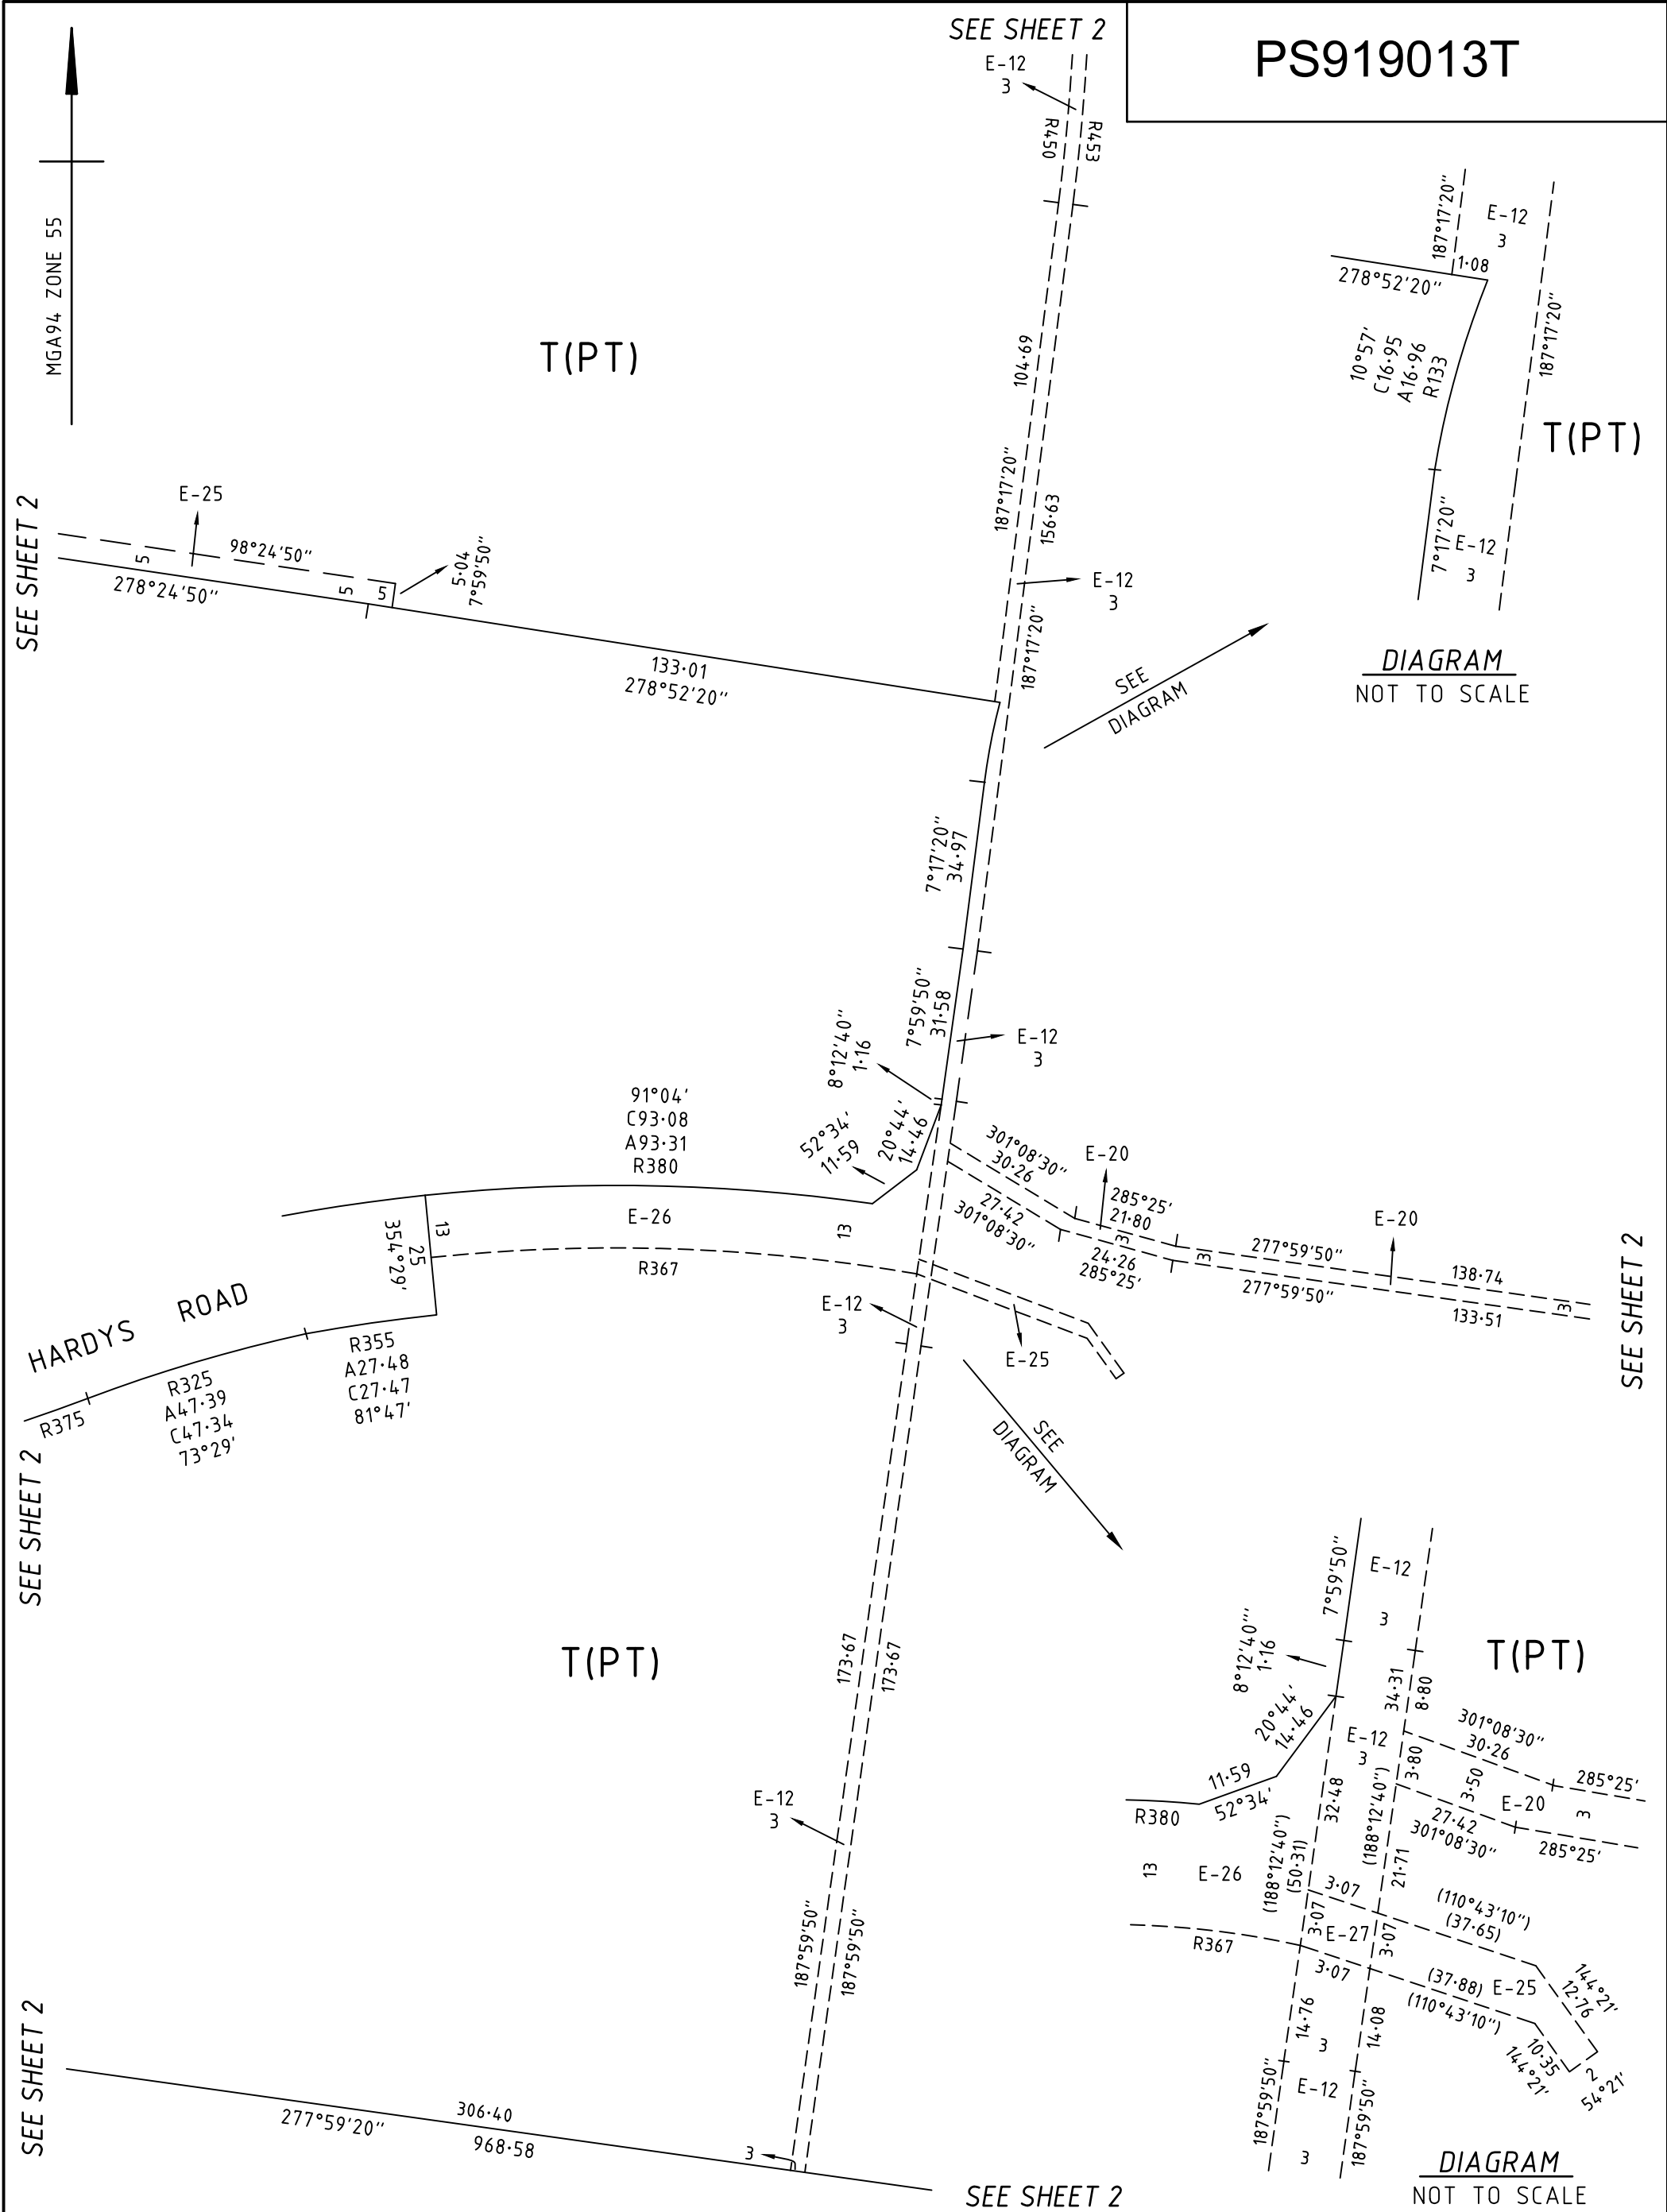 SEE SHEET 2
PS919013T
E-12
3
R450
R453
MGA94 ZONE 55
T(PT)
104·69
187°17'20"
156·63
187°17'20"
E-12
3
187°17'20"
E-12
3
1·08
278°52'20"
187°17'20"
10°57'
C16·95
A16·96
R133
T(PT)
7°17'20"
E-12
3
DIAGRAM
NOT TO SCALE
SEE
DIAGRAM
SEE SHEET 2
E-25
5
98°24'50"
278°24'50"
5
5
5·04
7°59'50"
133·01
278°52'20"
7°17'20"
34·97
7°59'50"
31·58
E-12
3
8°12'40"
1·16
20°44'
14·46
52°34'
11·59
91°04'
C93·08
A93·31
R380
E-26
13
13
25
354°29'
R367
HARDYS ROAD
R375
R325
A47·39
C47·34
73°29'
R355
A27·48
C27·47
81°47'
SEE SHEET 2
301°08'30"
30·26
27·42
301°08'30"
E-20
285°25'
21·80
3
24·26
285°25'
3
277°59'50"
277°59'50"
E-20
138·74
133·51
3
SEE SHEET 2
E-12
3
E-25
SEE
DIAGRAM
T(PT)
173·67
173·67
E-12
3
187°59'50"
187°59'50"
SEE SHEET 2
306·40
277°59'20"
968·58
3
SEE SHEET 2
7°59'50"
E-12
3
T(PT)
8°12'40"'
1·16
20°44'
14·46
11·59
52°34'
R380
13
E-26
R367
34·31
8·80
E-12
3
3·80
301°08'30"
30·26
285°25'
3·50
E-20
3
27·42
301°08'30"
285°25'
32·48
(188°12'40")
(50·31)
(188°12'40")
21·71
3·07
3·07
E-27
3·07
3·07
(110°43'10")
(37·65)
(37·88)
(110°43'10")
E-25
144°21'
12·76
10·35
144°21'
2
54°21'
14·76
3
14·08
187°59'50"
E-12
187°59'50"
3
DIAGRAM
NOT TO SCALE